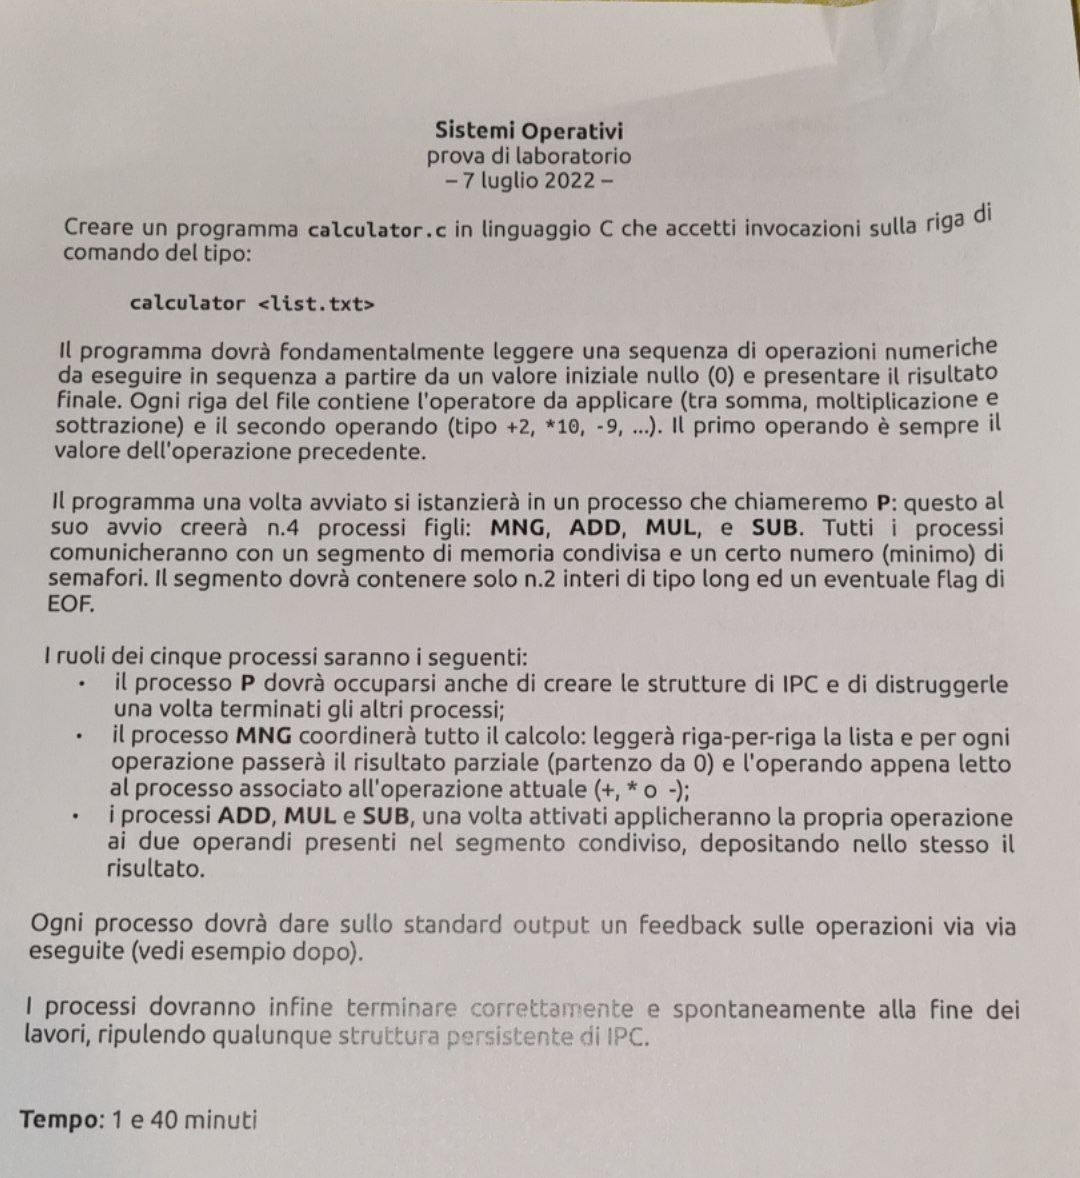 Sistemi Operativi
prova di laboratorio
– 7 luglio 2022 –
Creare un programma calculator.c in linguaggio C che accetti invocazioni sulla riga di
comando del tipo:
calculator <list.txt>
Il programma dovrà fondamentalmente leggere una sequenza di operazioni numeriche
da eseguire in sequenza a partire da un valore iniziale nullo (0) e presentare il risultato
finale. Ogni riga del file contiene l'operatore da applicare (tra somma, moltiplicazione e
sottrazione) e il secondo operando (tipo +2, *10, -9, ...). Il primo operando è sempre il
valore dell'operazione precedente.
Il programma una volta avviato si istanzierà in un processo che chiameremo P: questo al
suo avvio creerà n.4 processi figli: MNG, ADD, MUL, e SUB. Tutti i processi
comunicheranno con un segmento di memoria condivisa e un certo numero (minimo) di
semafori. Il segmento dovrà contenere solo n.2 interi di tipo long ed un eventuale flag di
EOF.
I ruoli dei cinque processi saranno i seguenti:
• il processo P dovrà occuparsi anche di creare le strutture di IPC e di distruggerle
una volta terminati gli altri processi;
• il processo MNG coordinerà tutto il calcolo: leggerà riga-per-riga la lista e per ogni
operazione passerà il risultato parziale (partenzo da 0) e l'operando appena letto
al processo associato all'operazione attuale (+, * o -);
• i processi ADD, MUL e SUB, una volta attivati applicheranno la propria operazione
ai due operandi presenti nel segmento condiviso, depositando nello stesso il
risultato.
Ogni processo dovrà dare sullo standard output un feedback sulle operazioni via via
eseguite (vedi esempio dopo).
I processi dovranno infine terminare correttamente e spontaneamente alla fine dei
lavori, ripulendo qualunque struttura persistente di IPC.
Tempo: 1 e 40 minuti